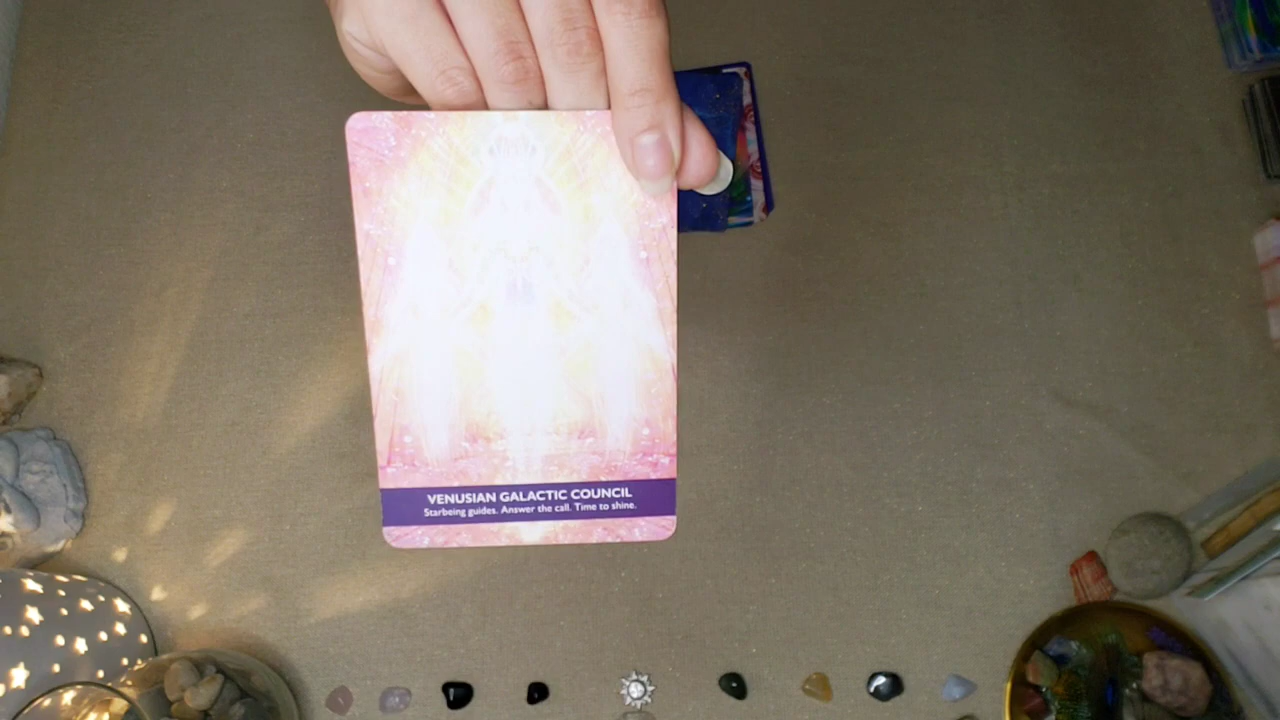 VENUSIAN GALACTIC COUNCIL
Starbeing guides. Answer the call. Time to shine.